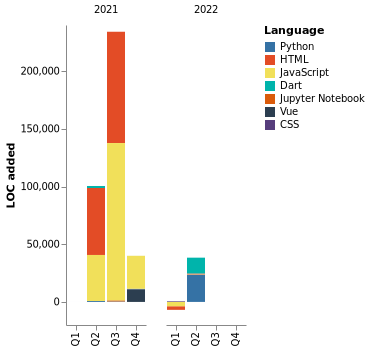 2021
2022
Language
Python
HTML
JavaScript
Dart
Jupyter Notebook
Vue
CSS
LOC added
200,000
150,000
100,000
50,000
0
Q1
Q2
Q3
Q4
Q1
Q2
Q3
Q4